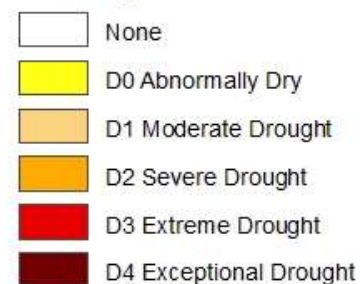 None
D0 Abnormally Dry
D1 Moderate Drought
D2 Severe Drought
D3 Extreme Drought
D4 Exceptional Drought